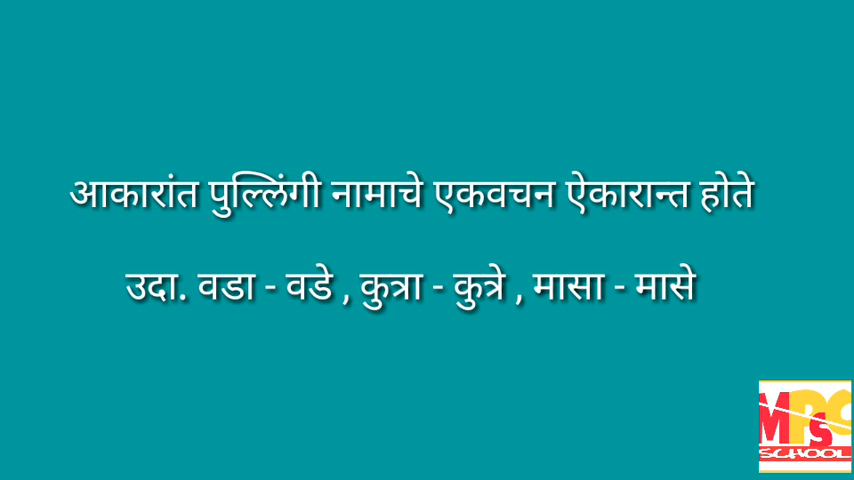 आकारांत पुल्लिंगी नामाचे एकवचन ऐकारान्त होते
उदा. वडा - वडे , कुत्रा - कुत्रे , मासा - मासे
MPSC
SCHOOL